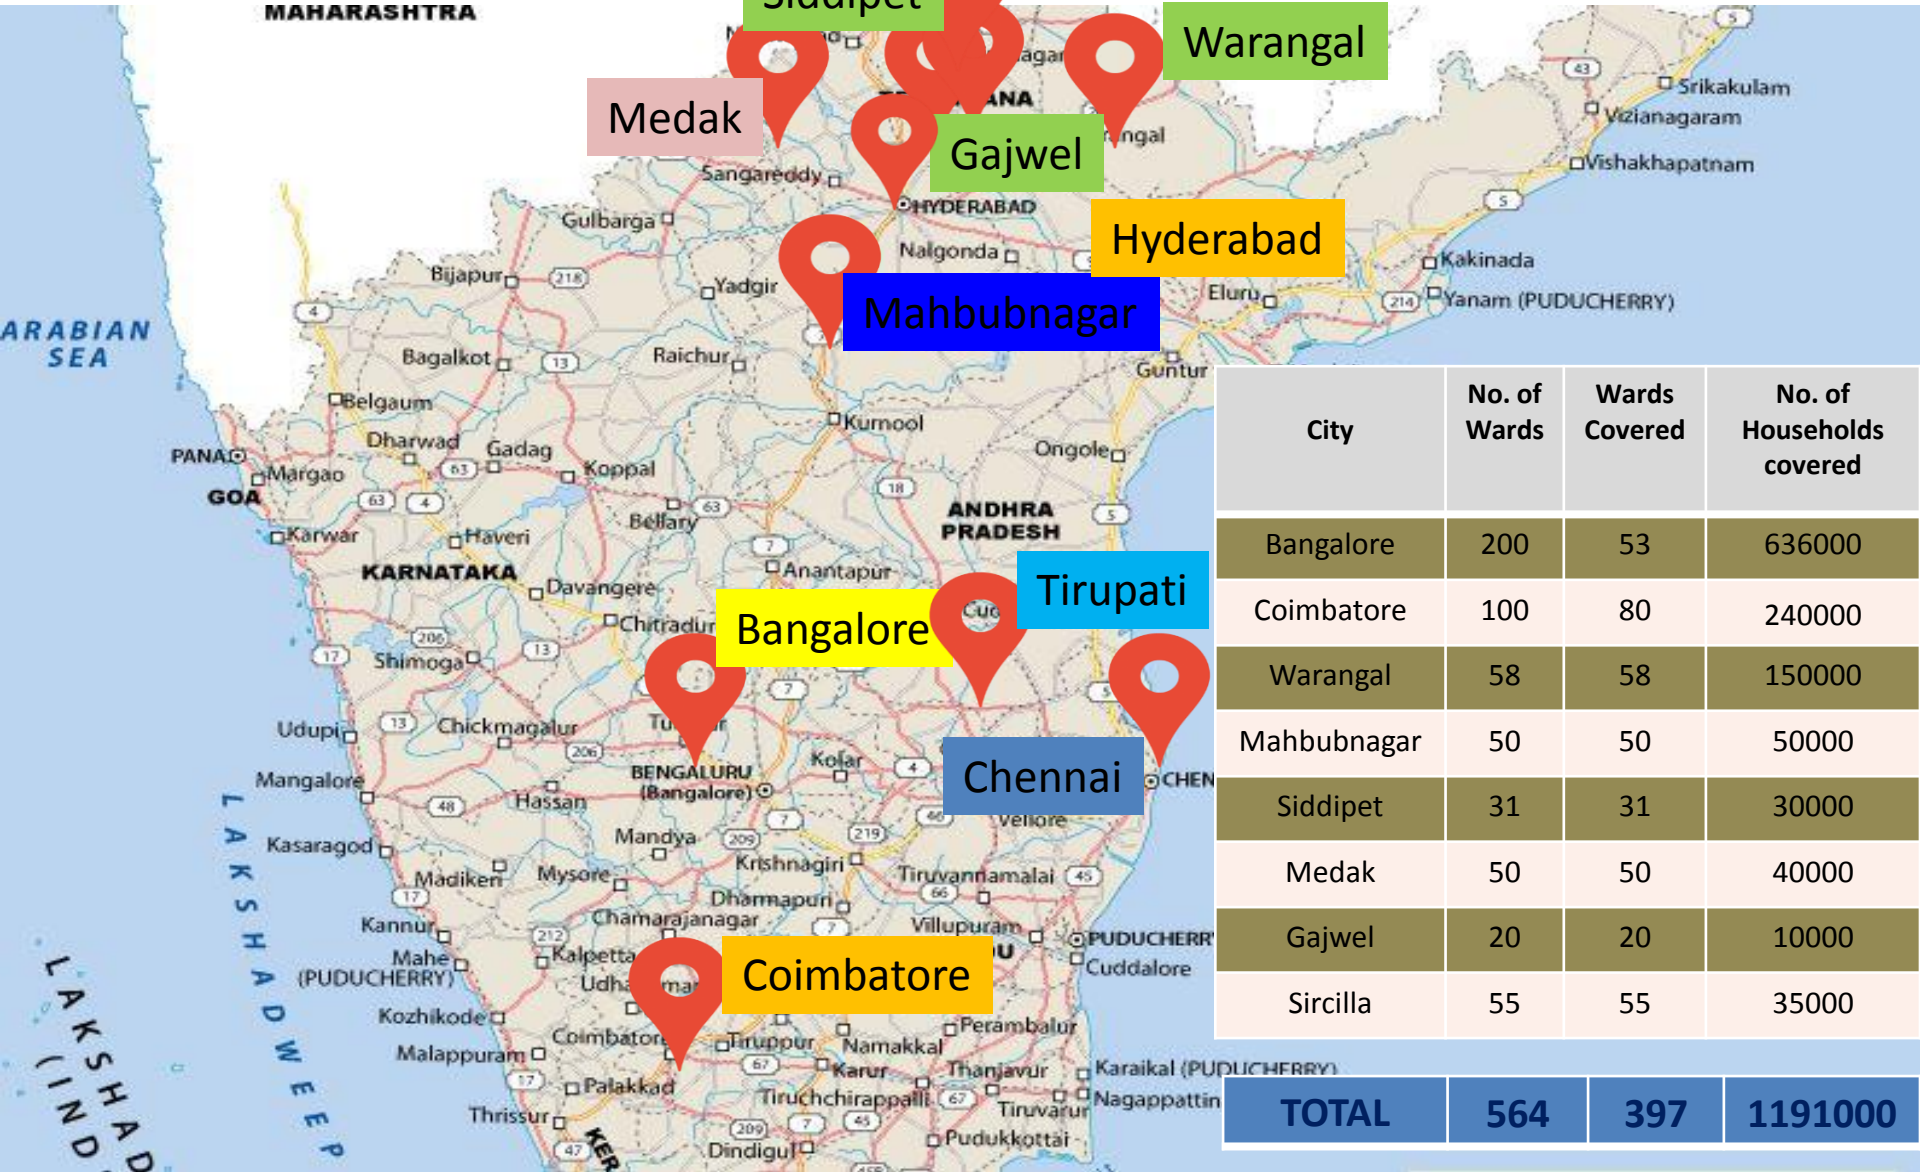 MAHARASHTRA
Siddipet
Warangal
Medak
Gajwel
Hyderabad
Mahbubnagar
Srikakulam
Vizianagaram
Vishakhapatnam
Sangareddy
HYDERABAD
Gulbarga
Nalgonda
Kakinada
Bijapur
Yadgir
Eluru
Yanam (PUDUCHERRY)
ARABIAN
SEA
Bagalkot
Raichur
Guntur
Belgaum
Kurnool
Dharwad
Gadag
Ongole
PANAJI
Margao
Koppal
GOA
Bellary
ANDHRA
PRADESH
Karwar
Haveri
KARNATAKA
Anantapur
Davangere
Tirupati
Bangalore
Shimoga
Udupi
Chickmagalur
BENGALURU
(Bangalore)
Kolar
Chennai
Mangalore
Hassan
Vellore
Mandya
Kasaragod
Krishnagiri
Madikeri
Mysore
Tiruvannamalai
Dharmapuri
Chamarajanagar
Kannur
Villupuram
Kalpetta
Mahe
(PUDUCHERRY)
Cuddalore
Coimbatore
Kozhikode
Coimbatore
Perambalur
Malappuram
Tiruppur
Namakkal
Palakkad
Karur
Thanjavur
Karaikal (PUDUCHERRY)
Thrissur
Tiruchchirappalli
Tiruvarur
Nagappattin
Dindigul
Pudukkottai
LAKSHADWEEP
City No. of Wards Wards Covered No. of Households covered
Bangalore 200 53 636000
Coimbatore 100 80 240000
Warangal 58 58 150000
Mahbubnagar 50 50 50000
Siddipet 31 31 30000
Medak 50 50 40000
Gajwel 20 20 10000
Sircilla 55 55 35000
TOTAL 564 397 1191000